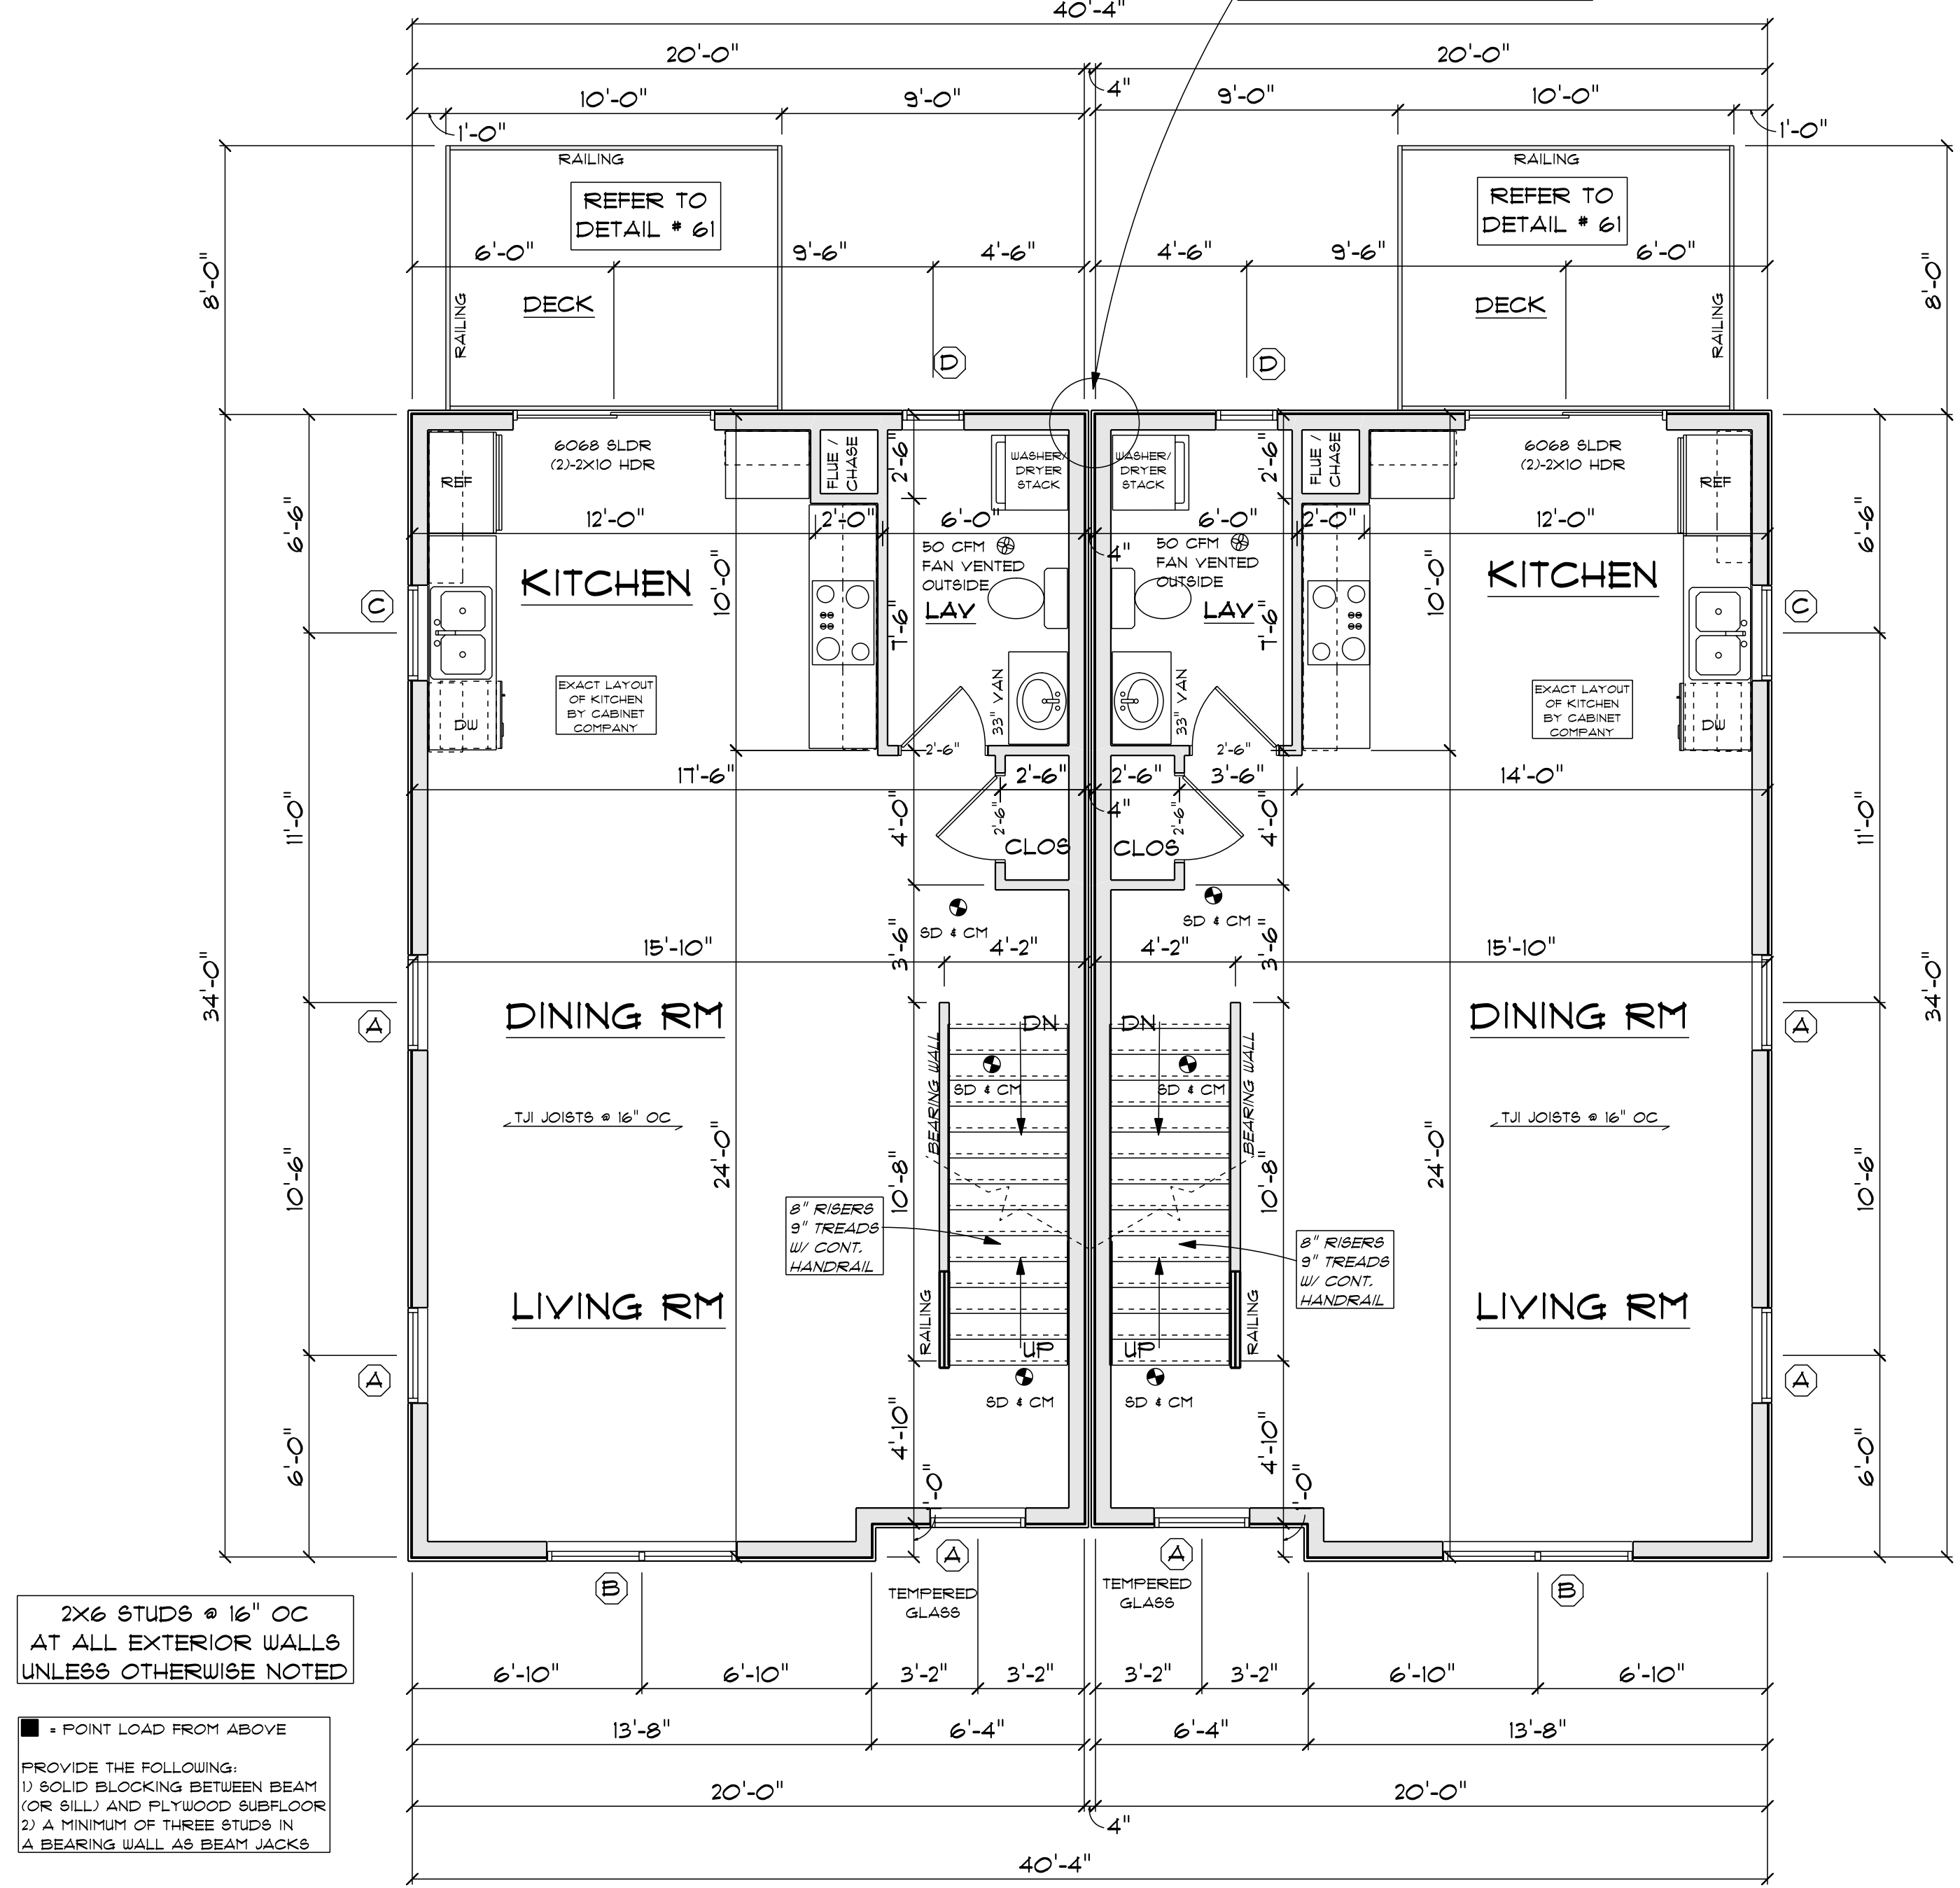 40'-4"
20'-0" 20'-0"
4"
10'-0" 9'-0" 9'-0" 10'-0"
1'-0" 1'-0"
RAILING RAILING
REFER TO
DETAIL # 61
REFER TO
DETAIL # 61
6'-0" 9'-6" 4'-6" 4'-6" 9'-6" 6'-0"
8'-0" 8'-0"
DECK DECK
RAILING RAILING
D D
6068 SLDR
(2)-2X10 HDR
FLUE /
CHASE
2'-6"
WASHER/
DRYER
STACK
WASHER/
DRYER
STACK
2'-6"
FLUE /
CHASE
6068 SLDR
(2)-2X10 HDR
REF REF
6'-6" 6'-6"
12'-0" 2'-0" 6'-0" 6'-0" 2'-0" 12'-0"
4"
50 CFM
FAN VENTED
OUTSIDE
50 CFM
FAN VENTED
OUTSIDE
KITCHEN KITCHEN
10'-0" 10'-0"
C C
LAV LAV
7'-6" 7'-6"
EXACT LAYOUT
OF KITCHEN
BY CABINET
COMPANY
33" VAN 33" VAN
EXACT LAYOUT
OF KITCHEN
BY CABINET
COMPANY
DW DW
2'-6" 2'-6"
17'-6" 2'-6" 2'-6" 3'-6" 14'-0"
4"
11'-0" 4'-0" 2'-6" 2'-6" 4'-0" 11'-0"
CLOS CLOS
SD & CM SD & CM
3'-6" 3'-6"
15'-10" 4'-2" 4'-2" 15'-10"
34'-0" 34'-0"
DINING RM DINING RM
A A
DN DN
BEARING WALL BEARING WALL
SD & CM SD & CM
TJI JOISTS @ 16" OC TJI JOISTS @ 16" OC
24'-0" 24'-0"
10'-6" 10'-8" 10'-8" 10'-6"
8" RISERS
9" TREADS
W/ CONT.
HANDRAIL
8" RISERS
9" TREADS
W/ CONT.
HANDRAIL
LIVING RM LIVING RM
RAILING RAILING
UP UP
A A
SD & CM SD & CM
6'-0" 4'-10" 4'-10" 6'-0"
1'-0" 1'-0"
A A
TEMPERED
GLASS
TEMPERED
GLASS
B B
2X6 STUDS @ 16" OC
AT ALL EXTERIOR WALLS
UNLESS OTHERWISE NOTED
6'-10" 6'-10" 3'-2" 3'-2" 3'-2" 3'-2" 6'-10" 6'-10"
13'-8" 6'-4" 6'-4" 13'-8"
20'-0" 20'-0"
4"
40'-4"
= POINT LOAD FROM ABOVE
PROVIDE THE FOLLOWING:
1) SOLID BLOCKING BETWEEN BEAM
(OR SILL) AND PLYWOOD SUBFLOOR
2) A MINIMUM OF THREE STUDS IN
A BEARING WALL AS BEAM JACKS